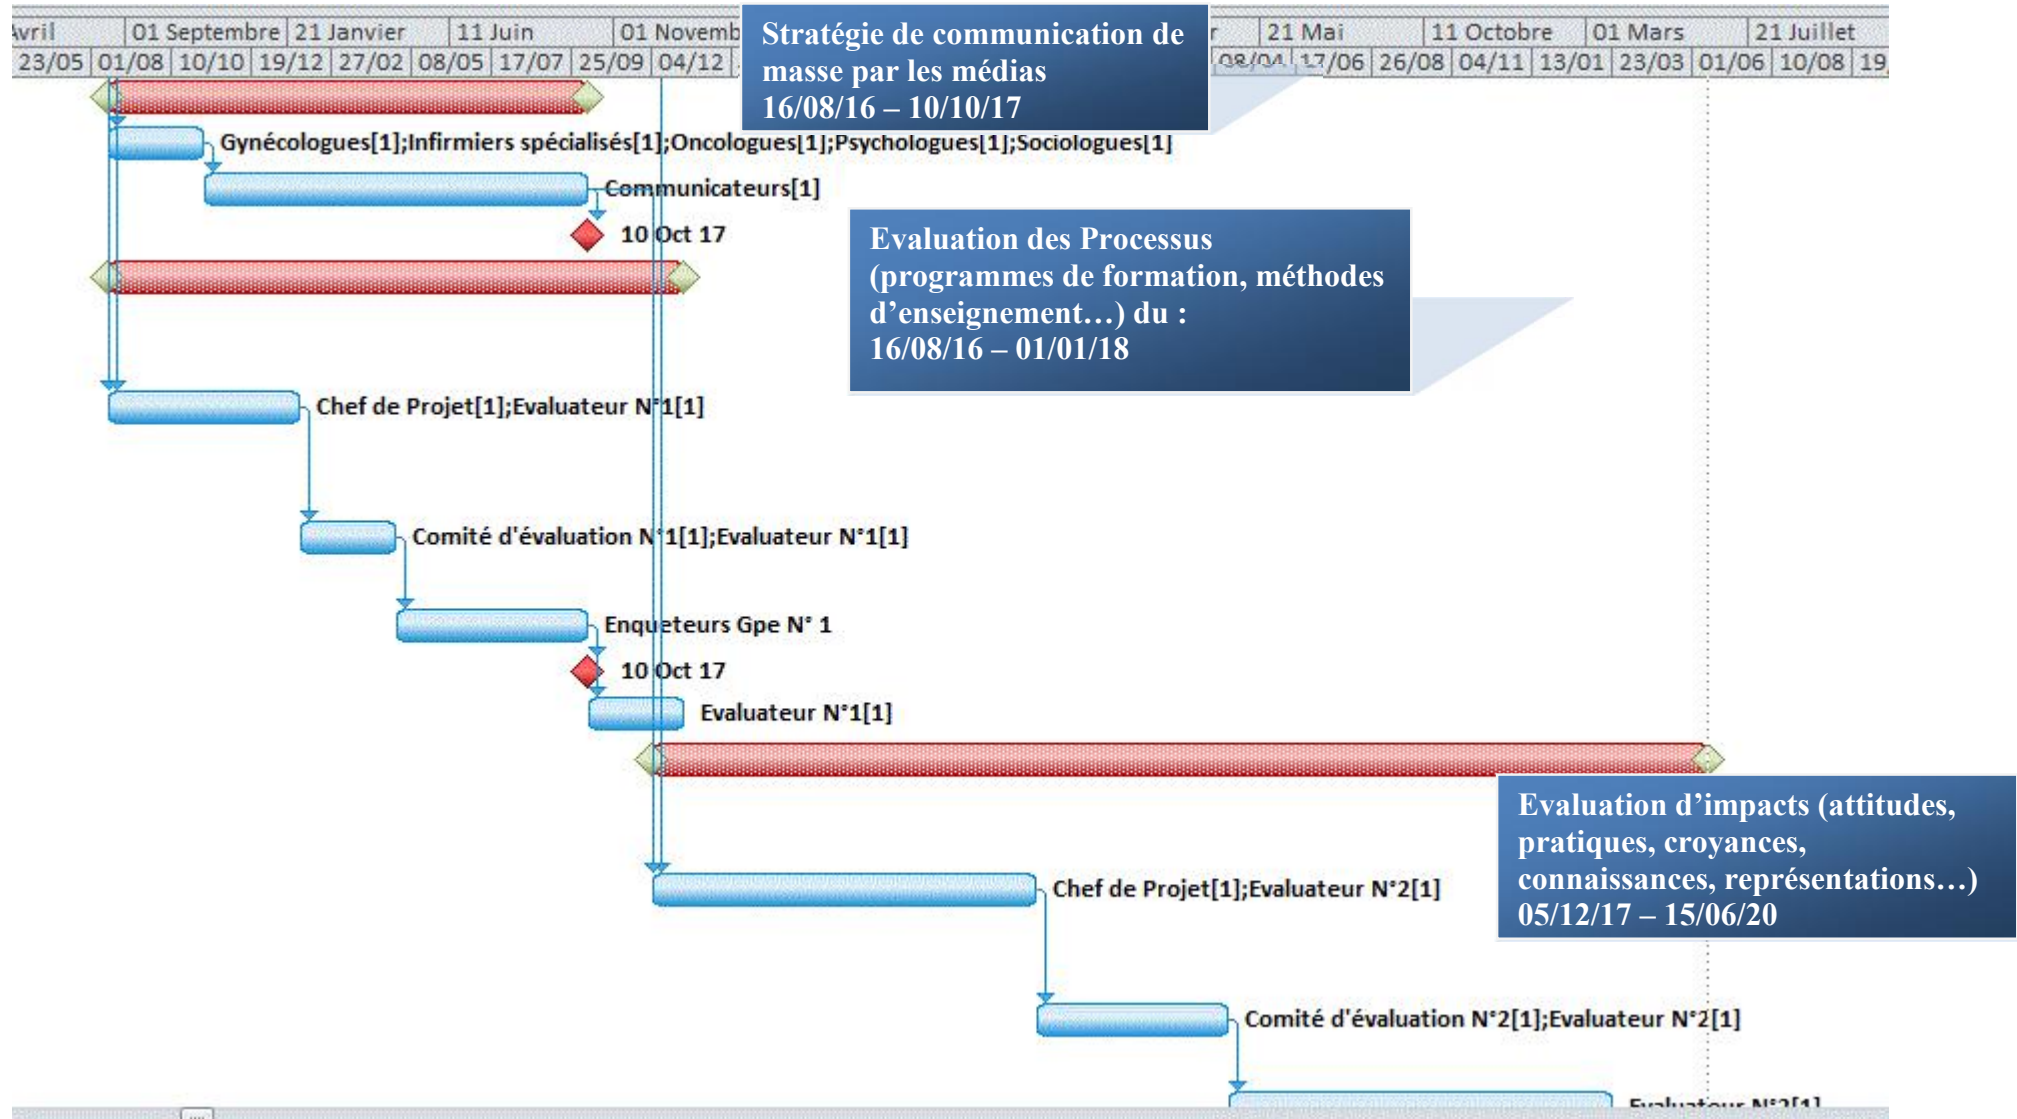 01 Septembre 21 Janvier 11 Juin 01 Novemb 21 Mai 11 Octobre 01 Mars 21 Juillet
23/05 01/08 10/10 19/12 27/02 08/05 17/07 25/09 04/12 08/04 17/06 26/08 04/11 13/01 23/03 01/06 10/08 19
Stratégie de communication de
masse par les médias
16/08/16 – 10/10/17
Gynécologues[1];Infirmiers spécialisés[1];Oncologues[1];Psychologues[1];Sociologues[1]
Communicateurs[1]
10 Oct 17
Evaluation des Processus
(programmes de formation, méthodes
d’enseignement…) du :
16/08/16 – 01/01/18
Chef de Projet[1];Evaluateur N°1[1]
Comité d'évaluation N°1[1];Evaluateur N°1[1]
Enqueteurs Gpe N° 1
10 Oct 17
Evaluateur N°1[1]
Evaluation d’impacts (attitudes,
pratiques, croyances,
connaissances, représentations…)
05/12/17 – 15/06/20
Chef de Projet[1];Evaluateur N°2[1]
Comité d'évaluation N°2[1];Evaluateur N°2[1]
Evaluateur N°2[1]